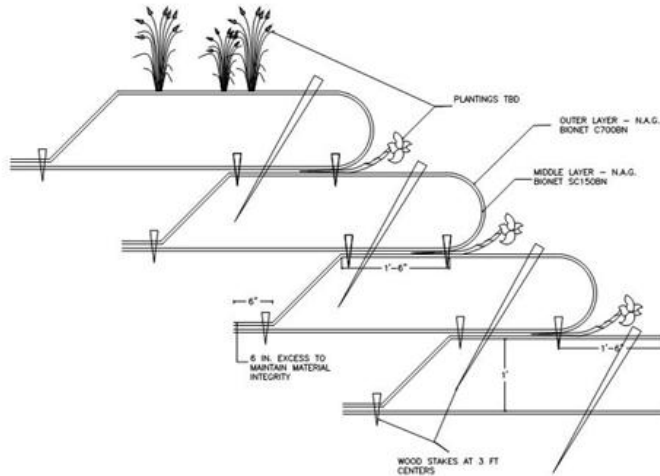 PLANTINGS TBD
OUTER LAYER – N.A.G.
BIONET C700BN
MIDDLE LAYER – N.A.G.
BIONET SC150BN
1'-6"
6"
6 IN. EXCESS TO
MAINTAIN MATERIAL
INTEGRITY
1'-6"
1'
WOOD STAKES AT 3 FT
CENTERS